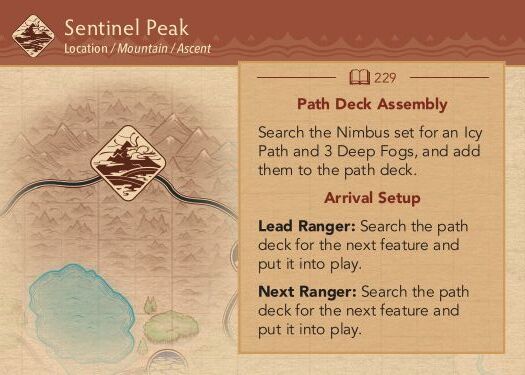 Sentinel Peak
Location / Mountain / Ascent
229
Path Deck Assembly
Search the Nimbus set for an Icy
Path and 3 Deep Fogs, and add
them to the path deck.
Arrival Setup
Lead Ranger: Search the path
deck for the next feature and
put it into play.
Next Ranger: Search the path
deck for the next feature and
put it into play.